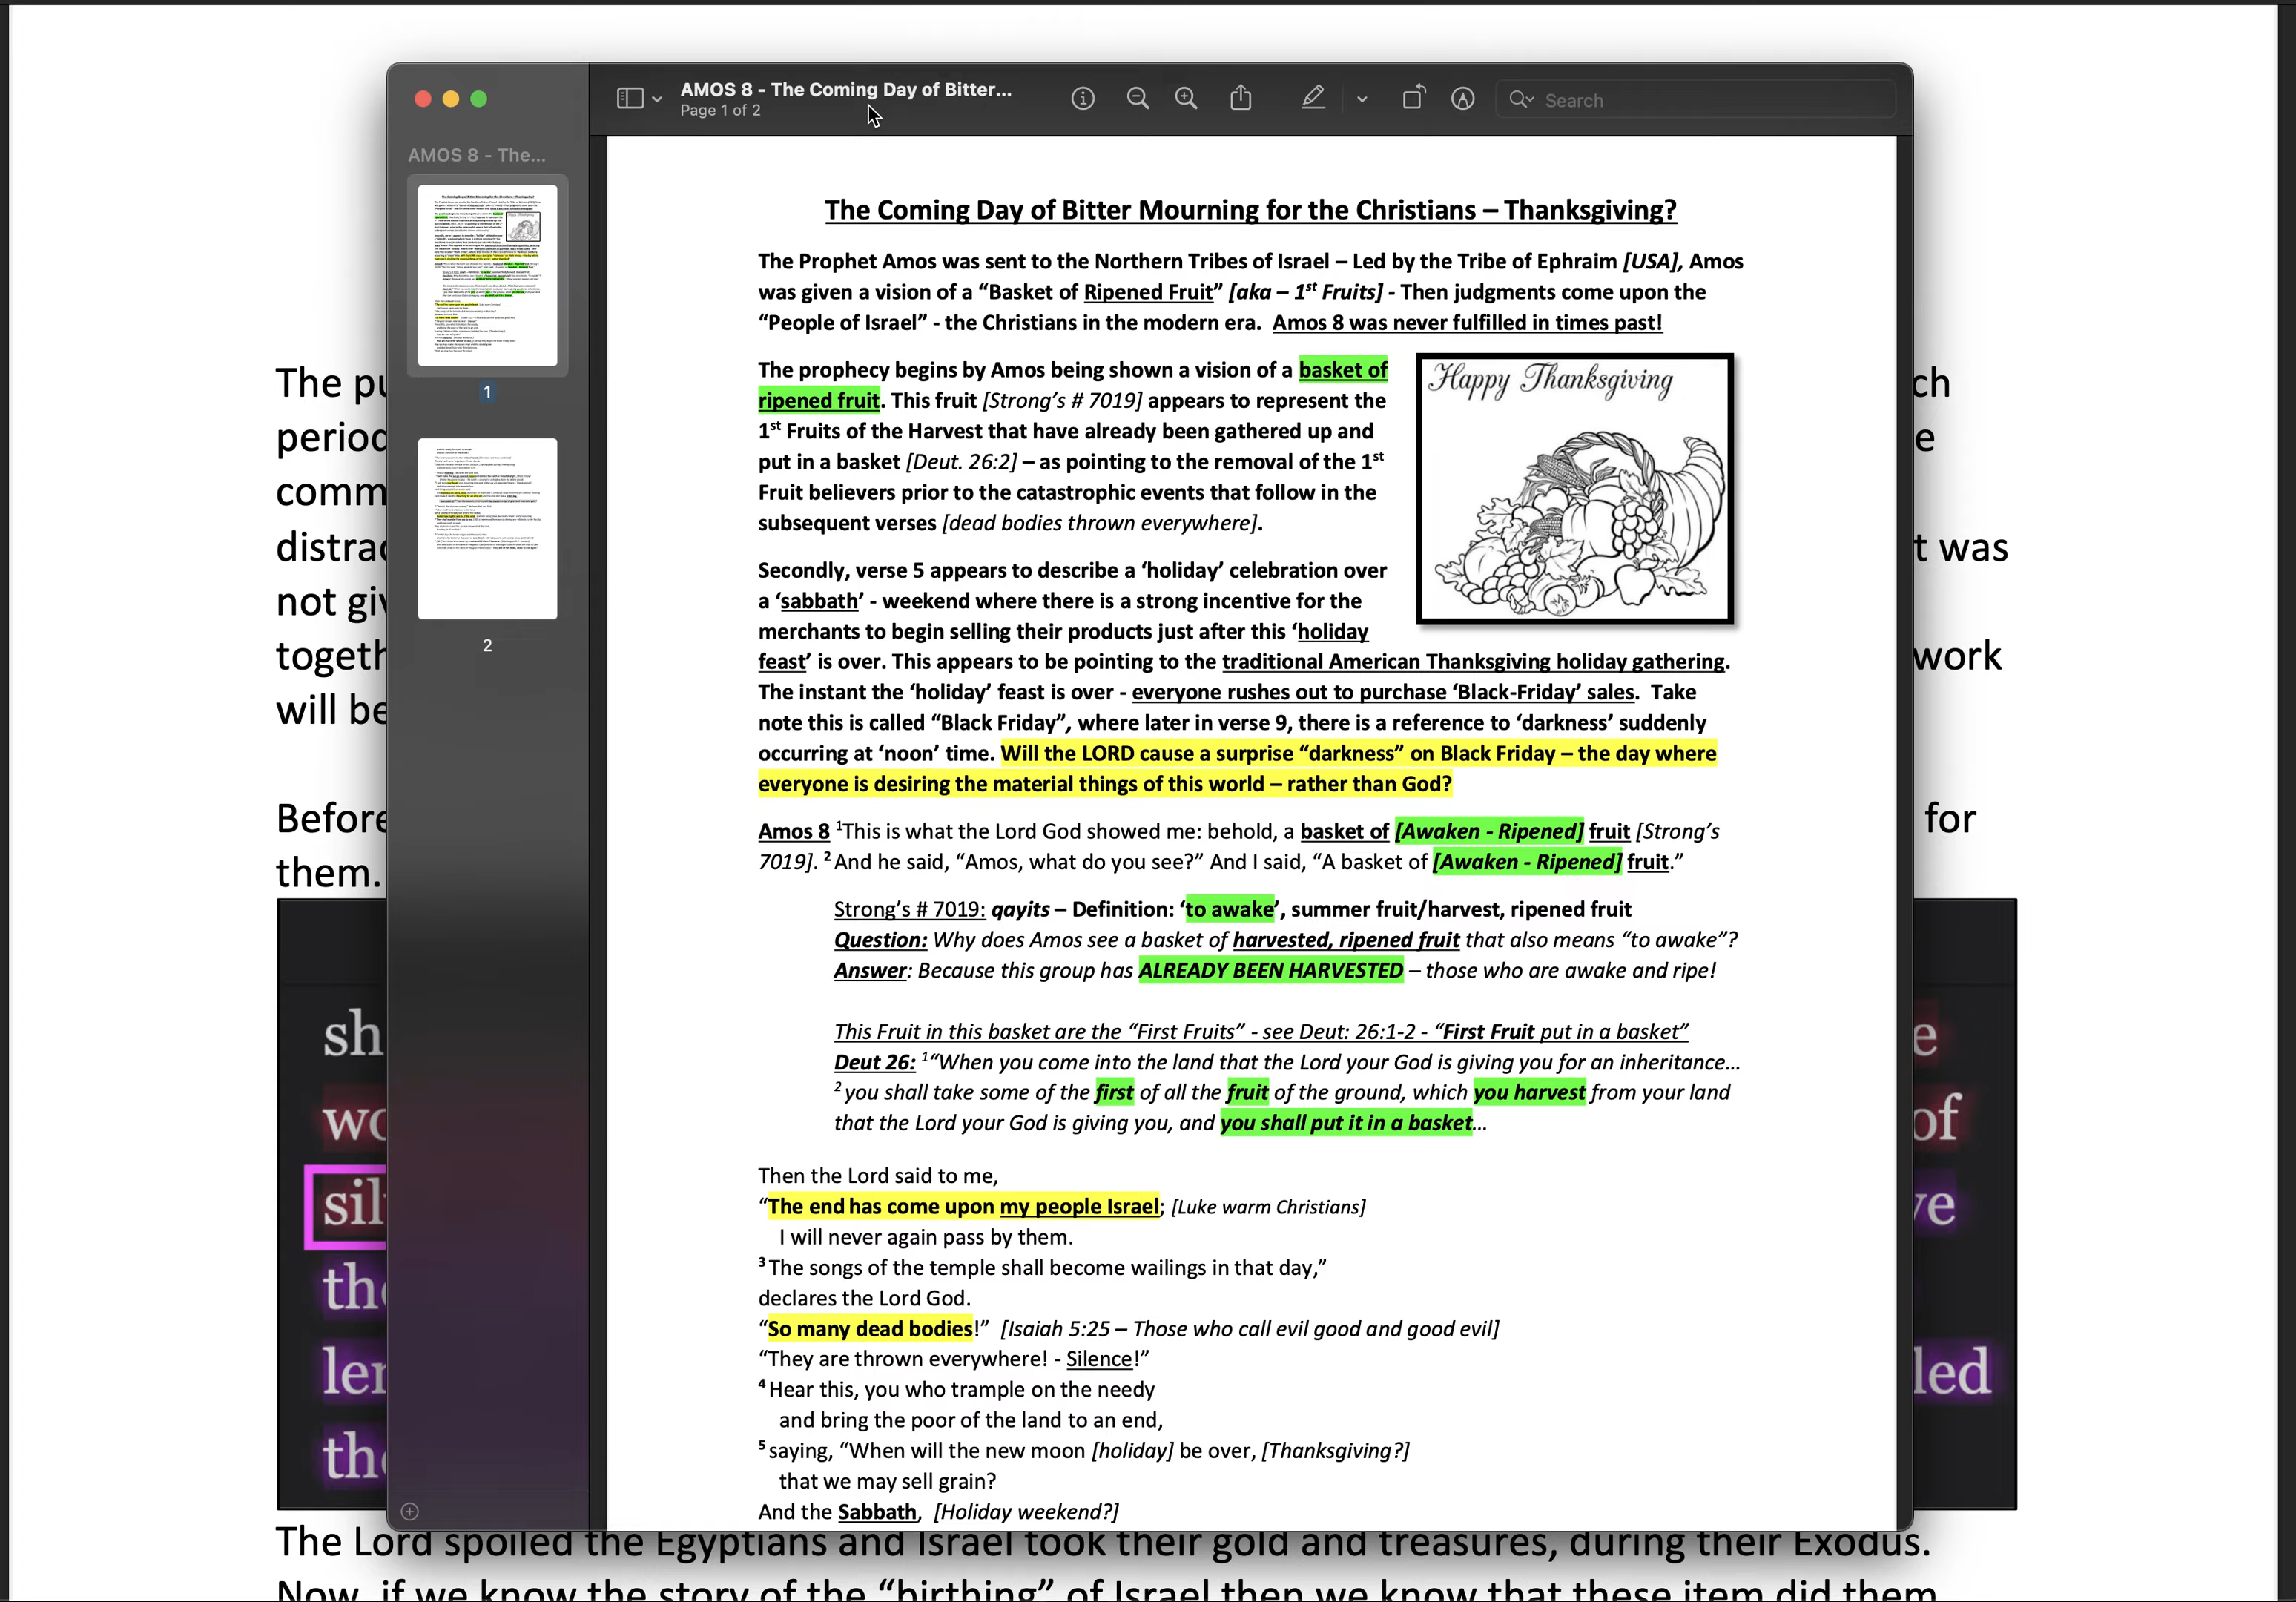 AMOS 8 - The Coming Day of Bitter...
Page 1 of 2
Search
AMOS 8 - The...
1
2
The Coming Day of Bitter Mourning for the Christians – Thanksgiving?
The Prophet Amos was sent to the Northern Tribes of Israel – Led by the Tribe of Ephraim [USA], Amos
was given a vision of a “Basket of Ripened Fruit” [aka – 1st Fruits] - Then judgments come upon the
“People of Israel” - the Christians in the modern era. Amos 8 was never fulfilled in times past!
The prophecy begins by Amos being shown a vision of a basket of
ripened fruit. This fruit [Strong’s # 7019] appears to represent the
1st Fruits of the Harvest that have already been gathered up and
put in a basket [Deut. 26:2] – as pointing to the removal of the 1st
Fruit believers prior to the catastrophic events that follow in the
subsequent verses [dead bodies thrown everywhere].
Happy Thanksgiving
Secondly, verse 5 appears to describe a ‘holiday’ celebration over
a ‘sabbath’ - weekend where there is a strong incentive for the
merchants to begin selling their products just after this ‘holiday
feast’ is over. This appears to be pointing to the traditional American Thanksgiving holiday gathering.
The instant the ‘holiday’ feast is over - everyone rushes out to purchase ‘Black-Friday’ sales. Take
note this is called “Black Friday”, where later in verse 9, there is a reference to ‘darkness’ suddenly
occurring at ‘noon’ time. Will the LORD cause a surprise “darkness” on Black Friday – the day where
everyone is desiring the material things of this world – rather than God?
Amos 8 1This is what the Lord God showed me: behold, a basket of [Awaken - Ripened] fruit [Strong’s
7019]. 2 And he said, “Amos, what do you see?” And I said, “A basket of [Awaken - Ripened] fruit.”
Strong’s # 7019: qayits – Definition: ‘to awake’, summer fruit/harvest, ripened fruit
Question: Why does Amos see a basket of harvested, ripened fruit that also means “to awake”?
Answer: Because this group has ALREADY BEEN HARVESTED – those who are awake and ripe!
This Fruit in this basket are the “First Fruits” - see Deut: 26:1-2 - “First Fruit put in a basket”
Deut 26: 1“When you come into the land that the Lord your God is giving you for an inheritance…
2 you shall take some of the first of all the fruit of the ground, which you harvest from your land
that the Lord your God is giving you, and you shall put it in a basket…
Then the Lord said to me,
“The end has come upon my people Israel; [Luke warm Christians]
I will never again pass by them.
3 The songs of the temple shall become wailings in that day,”
declares the Lord God.
“So many dead bodies!” [Isaiah 5:25 – Those who call evil good and good evil]
“They are thrown everywhere! - Silence!”
4 Hear this, you who trample on the needy
and bring the poor of the land to an end,
5 saying, “When will the new moon [holiday] be over, [Thanksgiving?]
that we may sell grain?
And the Sabbath, [Holiday weekend?]
The Lord spoiled the Egyptians and Israel took their gold and treasures, during their Exodus.
Now, if we know the story of the “birthing” of Israel then we know that these item did them